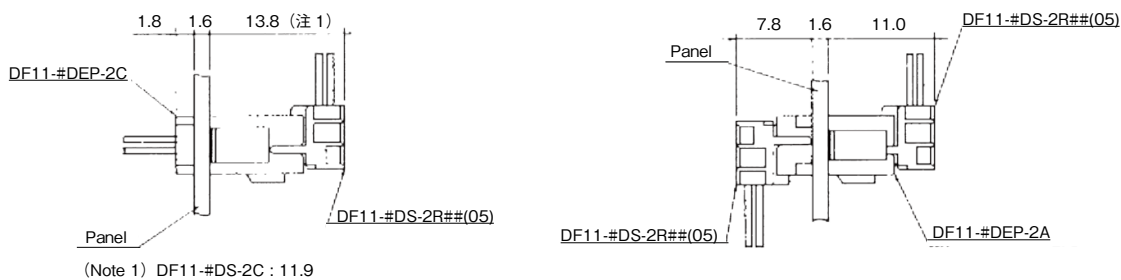 1.8 1.6 13.8（注 1）
DF11-#DEP-2C
DF11-#DS-2R##(05)
Panel
（Note 1）DF11-#DS-2C : 11.9
7.8 1.6 11.0
DF11-#DS-2R##(05)
Panel
DF11-#DS-2R##(05)
DF11-#DEP-2A